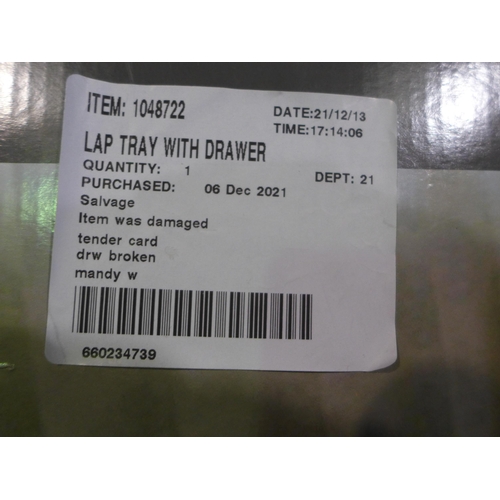 ITEM: 1048722 DATE:21/12/13
TIME:17:14:06
LAP TRAY WITH DRAWER
QUANTITY: 1 DEPT: 21
PURCHASED: 06 Dec 2021
Salvage
Item was damaged
tender card
drw broken
mandy w
660234739